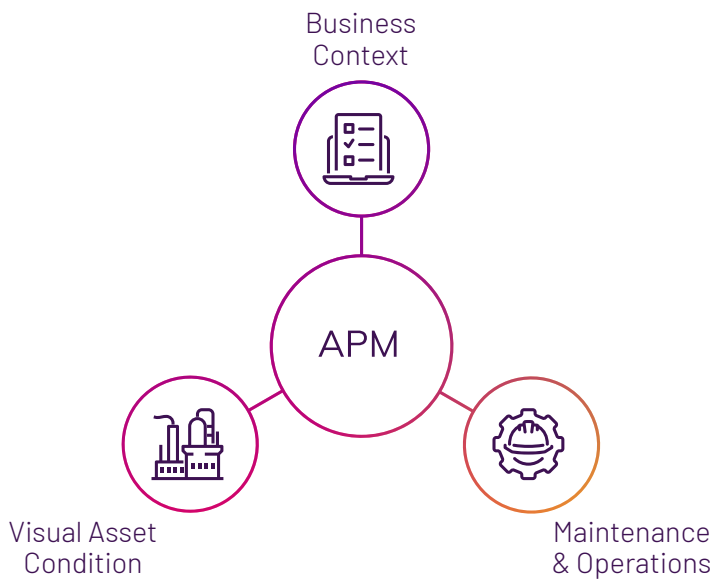 Business
Context
APM
Visual Asset
Condition
Maintenance
& Operations